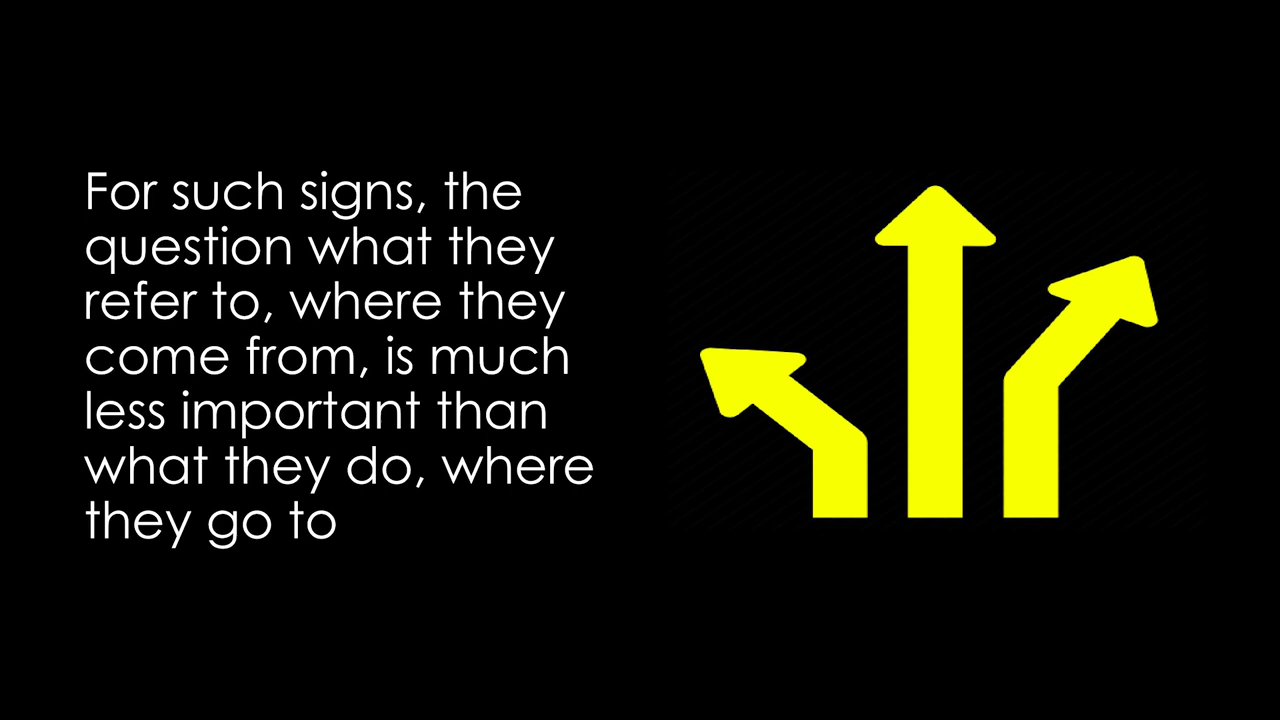 For such signs, the
question what they
refer to, where they
come from, is much
less important than
what they do, where
they go to